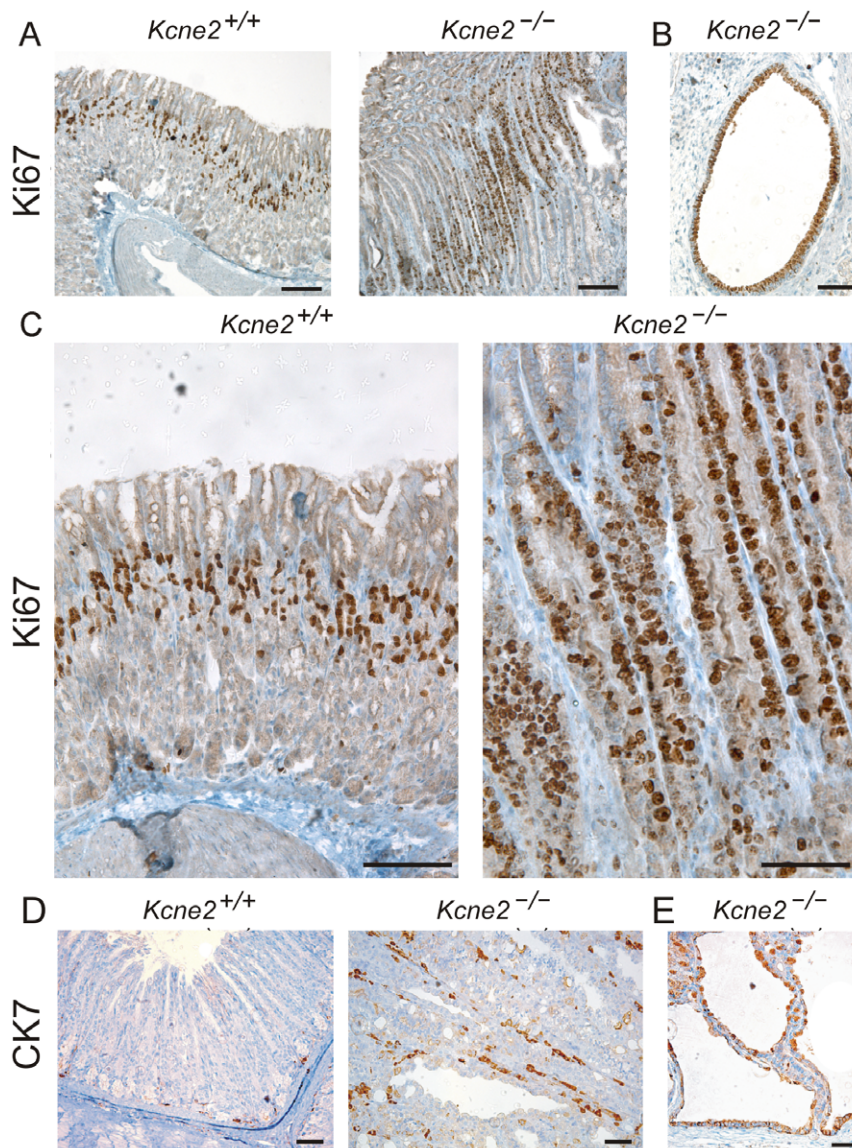 A Kcne2+/+ Kcne2−/− B Kcne2−/−
Ki67
C Kcne2+/+ Kcne2−/−
Ki67
D Kcne2+/+ Kcne2−/− E Kcne2−/−
CK7